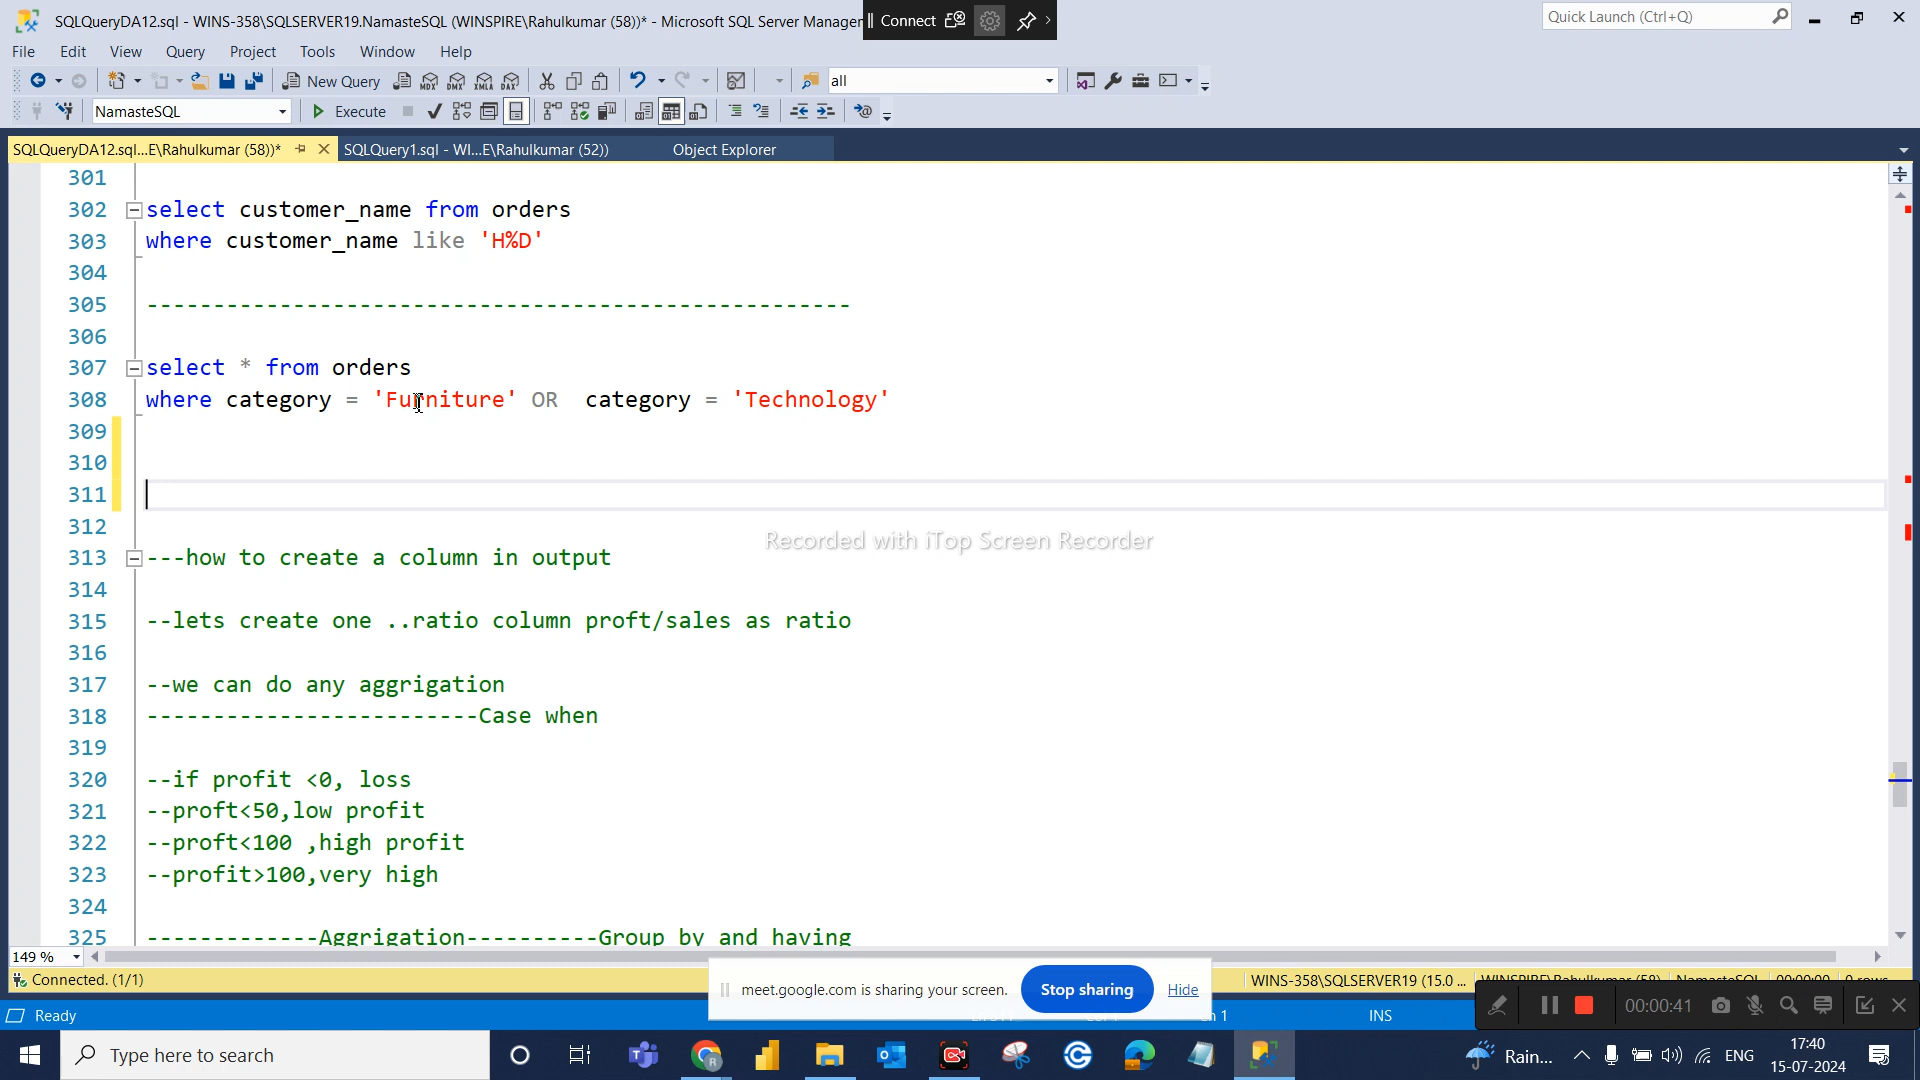 SQLQueryDA12.sql - WINS-358\SQLSERVER19.NamasteSQL (WINSPIRE\Rahulkumar (58))* - Microsoft SQL Server Manager
Connect
Quick Launch (Ctrl+Q)
File Edit View Query Project Tools Window Help
New Query MDX DMX XMLA DAX all
NamasteSQL Execute
SQLQueryDA12.sql...E\Rahulkumar (58))* SQLQuery1.sql - WI...E\Rahulkumar (52)) Object Explorer
301
302 select customer_name from orders
303 where customer_name like 'H%D'
304
305 -----------------------------------------------------
306
307 select * from orders
308 where category = 'Furniture' OR  category = 'Technology'
309
310
311
312
Recorded with iTop Screen Recorder
313 ---how to create a column in output
314
315 --lets create one ..ratio column proft/sales as ratio
316
317 --we can do any aggrigation
318 -------------------------Case when
319
320 --if profit <0, loss
321 --proft<50,low profit
322 --proft<100 ,high profit
323 --profit>100,very high
324
325 -------------Aggrigation----------Group by and having
149 %
Connected. (1/1) WINS-358\SQLSERVER19 (15.0 ... WINSPIRE\Rahulkumar (58) NamasteSQL 00:00:00 0 rows
meet.google.com is sharing your screen. Stop sharing Hide
Ready INS
00:00:41
Type here to search
Rain... ENG 17:40
15-07-2024